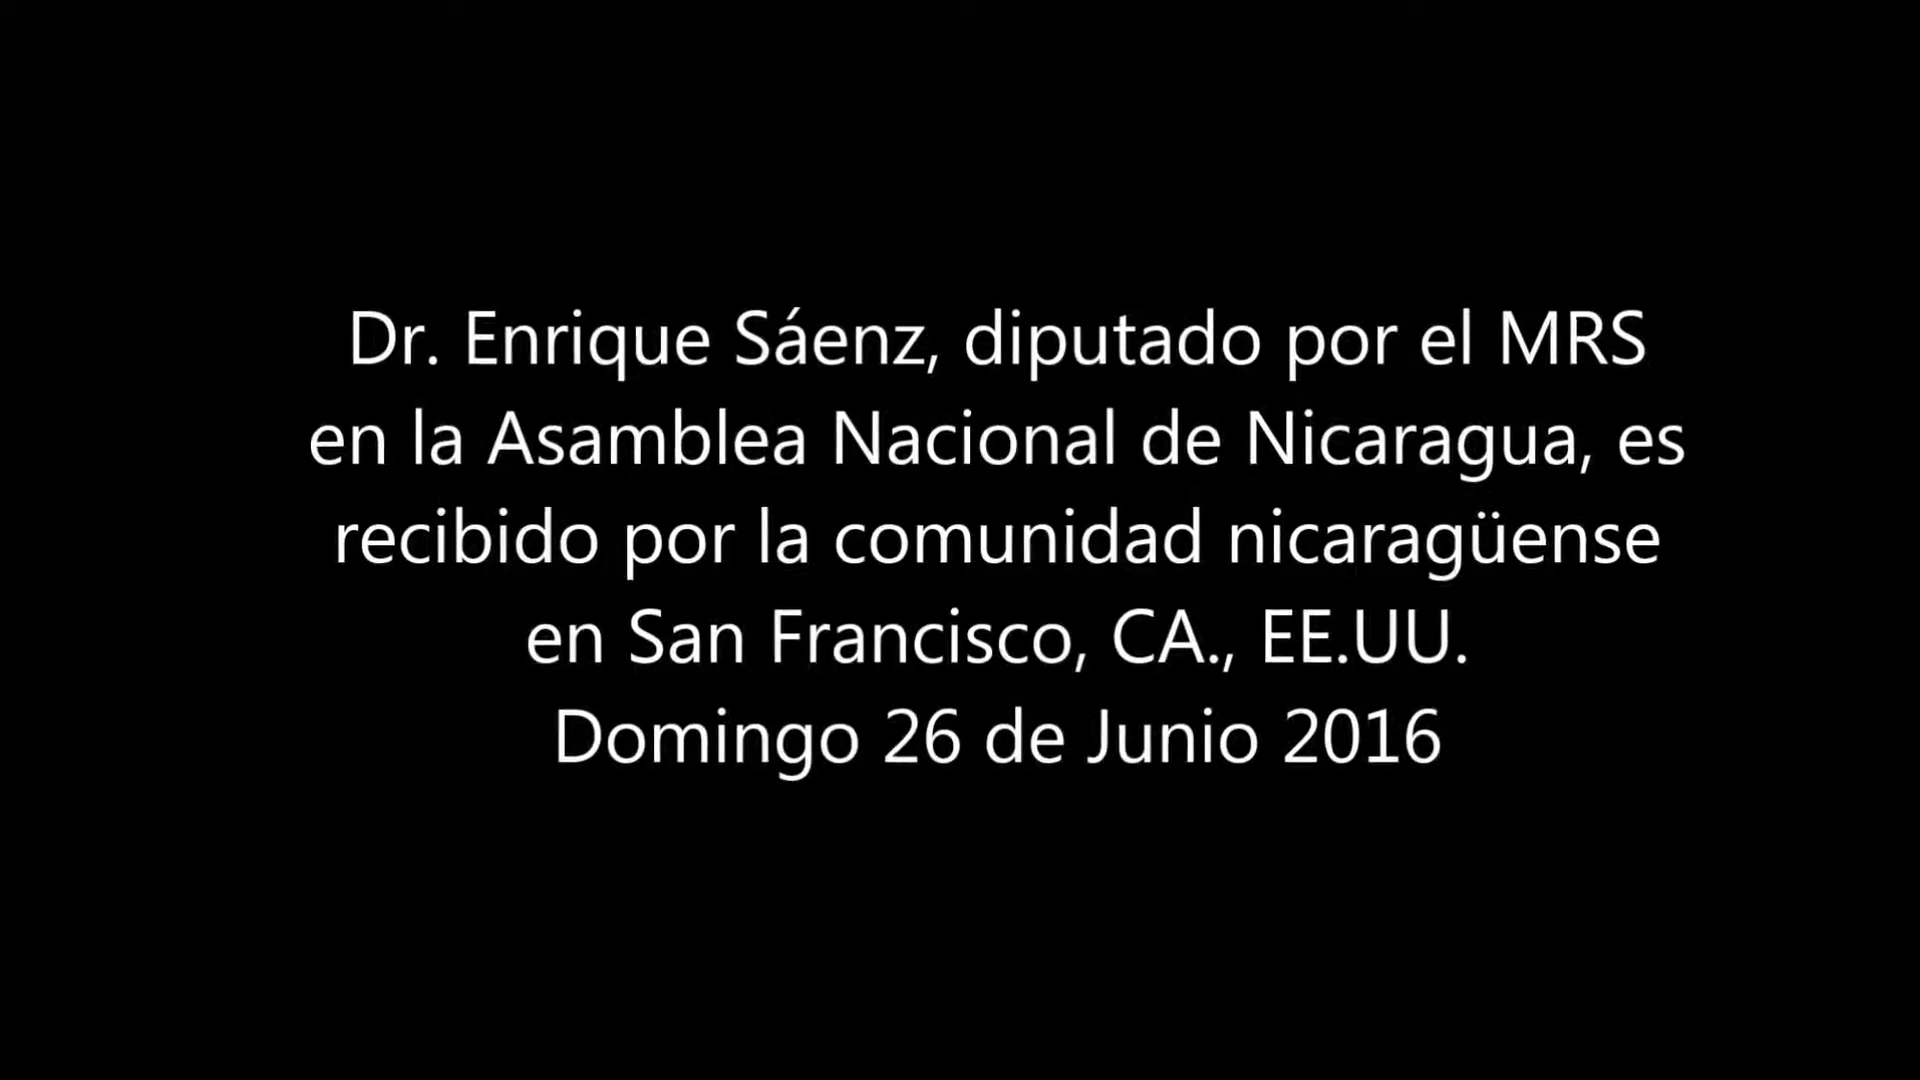 Dr. Enrique Sáenz, diputado por el MRS
en la Asamblea Nacional de Nicaragua, es
recibido por la comunidad nicaragüense
en San Francisco, CA., EE.UU.
Domingo 26 de Junio 2016